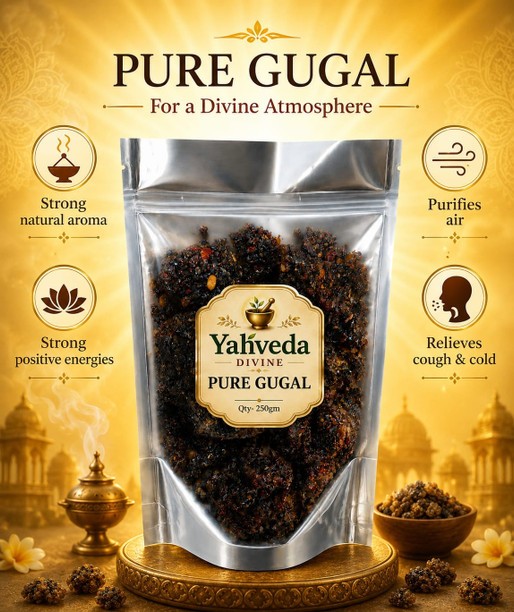 PURE GUGAL
For a Divine Atmosphere
Strong
natural aroma
Purifies
air
Strong
positive energies
Relieves
cough & cold
Yahveda
DIVINE
PURE GUGAL
Qty- 250gm